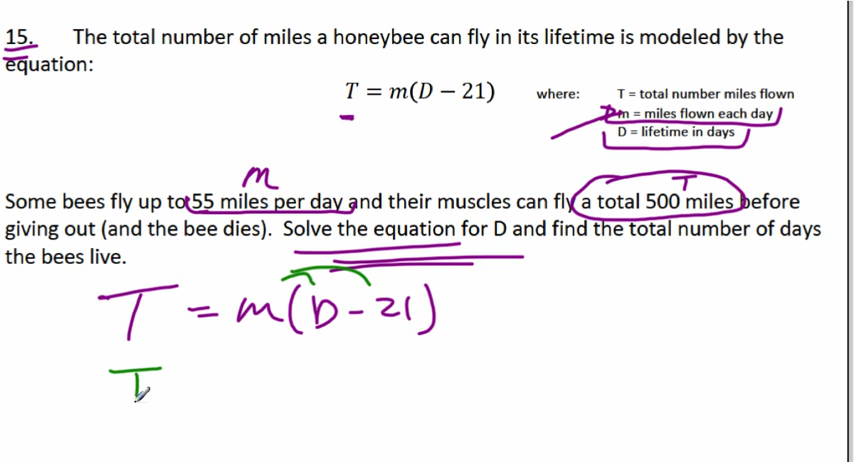 15. The total number of miles a honeybee can fly in its lifetime is modeled by the
equation:
T = m(D − 21) where: T = total number miles flown
m = miles flown each day
D = lifetime in days
m T
Some bees fly up to 55 miles per day and their muscles can fly a total 500 miles before
giving out (and the bee dies). Solve the equation for D and find the total number of days
the bees live.
T = m(D - 21)
T